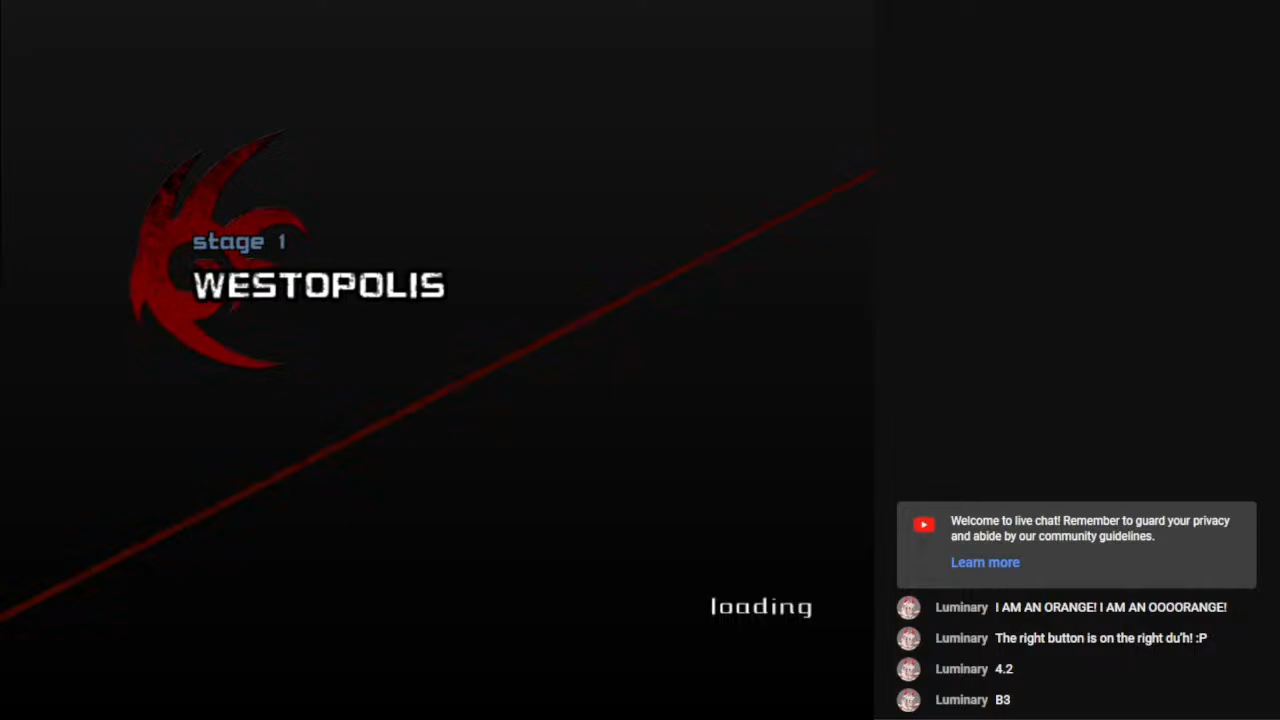 stage 1
WESTOPOLIS
loading
Welcome to live chat! Remember to guard your privacy
and abide by our community guidelines.
Learn more
Luminary I AM AN ORANGE! I AM AN OOOORANGE!
Luminary The right button is on the right du'h! :P
Luminary 4.2
Luminary B3